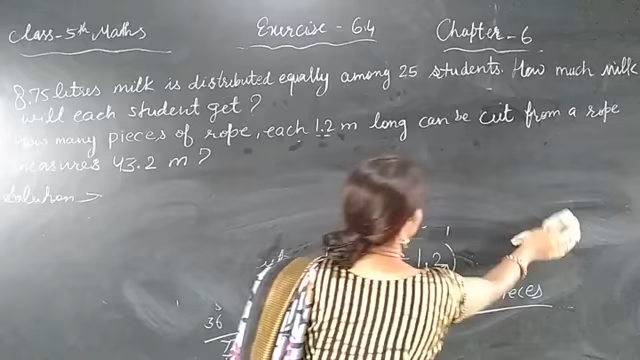 Class-5th Maths
Exercise - 6.4
Chapter - 6
8.75 litres milk is distributed equally among 25 students. How much milk
will each student get ?
How many pieces of rope, each 1.2 m long can be cut from a rope
measures 43.2 m ?
Solution →
1.2
36
pieces